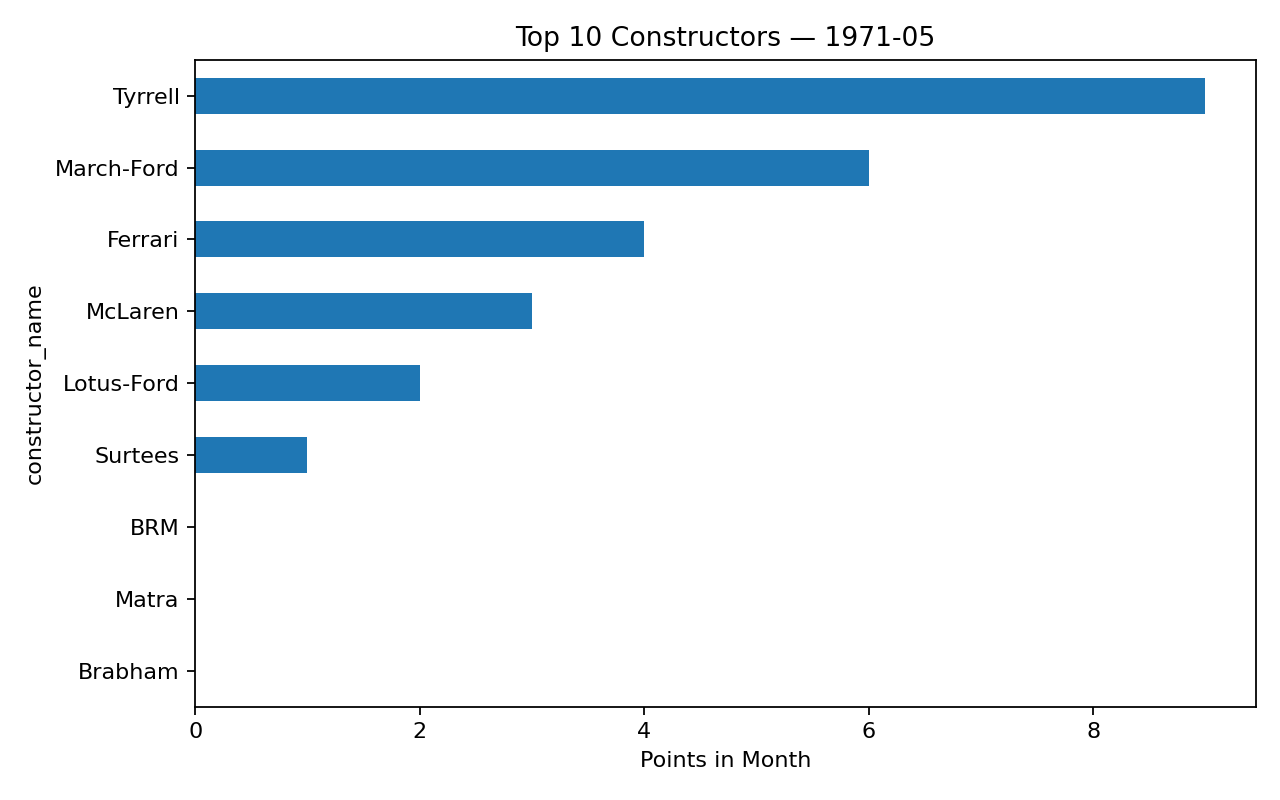 Top 10 Constructors — 1971-05
constructor_name
Tyrrell
March-Ford
Ferrari
McLaren
Lotus-Ford
Surtees
BRM
Matra
Brabham
0 2 4 6 8
Points in Month